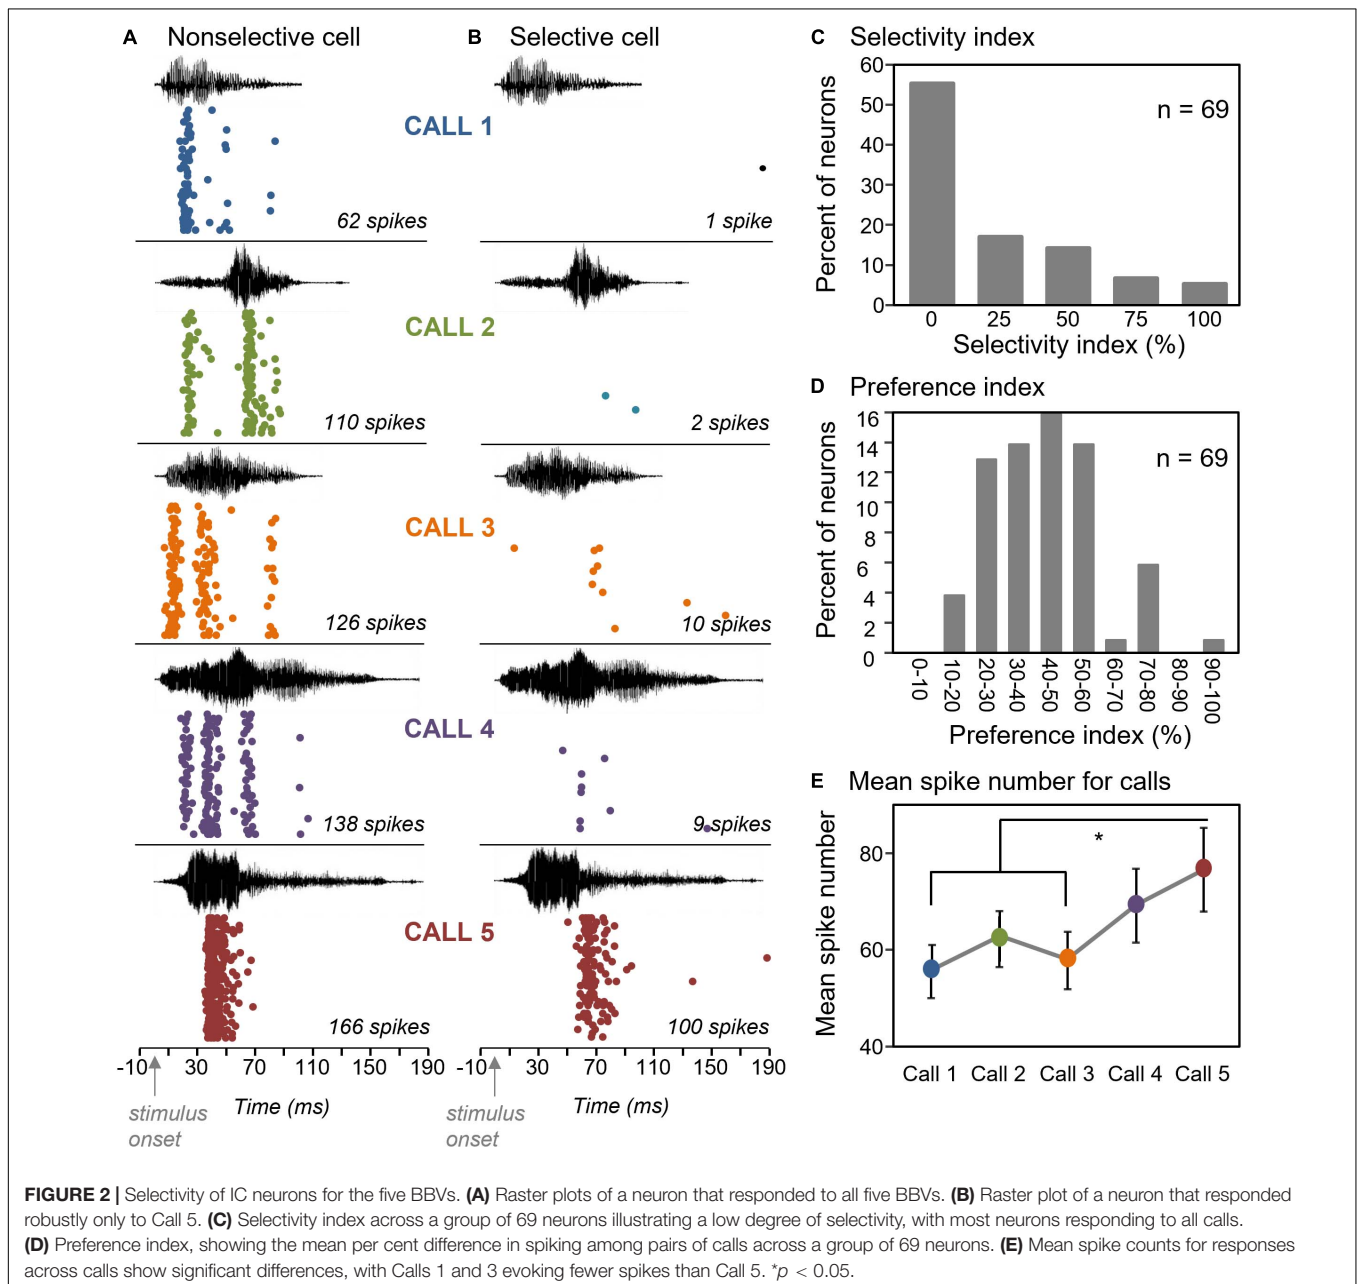 A Nonselective cell
CALL 1
62 spikes
CALL 2
110 spikes
CALL 3
126 spikes
CALL 4
138 spikes
CALL 5
166 spikes
-10 30 70 110 150 190
stimulus onset
Time (ms)
B Selective cell
1 spike
2 spikes
10 spikes
9 spikes
100 spikes
-10 30 70 110 150 190
stimulus onset
Time (ms)
C Selectivity index
Percent of neurons
60
50
40
30
20
10
0
n = 69
0 25 50 75 100
Selectivity index (%)
D Preference index
Percent of neurons
16
14
12
10
8
6
4
2
0
n = 69
0-10 10-20 20-30 30-40 40-50 50-60 60-70 70-80 80-90 90-100
Preference index (%)
E Mean spike number for calls
Mean spike number
80
60
40
*
Call 1 Call 2 Call 3 Call 4 Call 5
FIGURE 2 | Selectivity of IC neurons for the five BBVs. (A) Raster plots of a neuron that responded to all five BBVs. (B) Raster plot of a neuron that responded
robustly only to Call 5. (C) Selectivity index across a group of 69 neurons illustrating a low degree of selectivity, with most neurons responding to all calls.
(D) Preference index, showing the mean per cent difference in spiking among pairs of calls across a group of 69 neurons. (E) Mean spike counts for responses
across calls show significant differences, with Calls 1 and 3 evoking fewer spikes than Call 5. *p < 0.05.